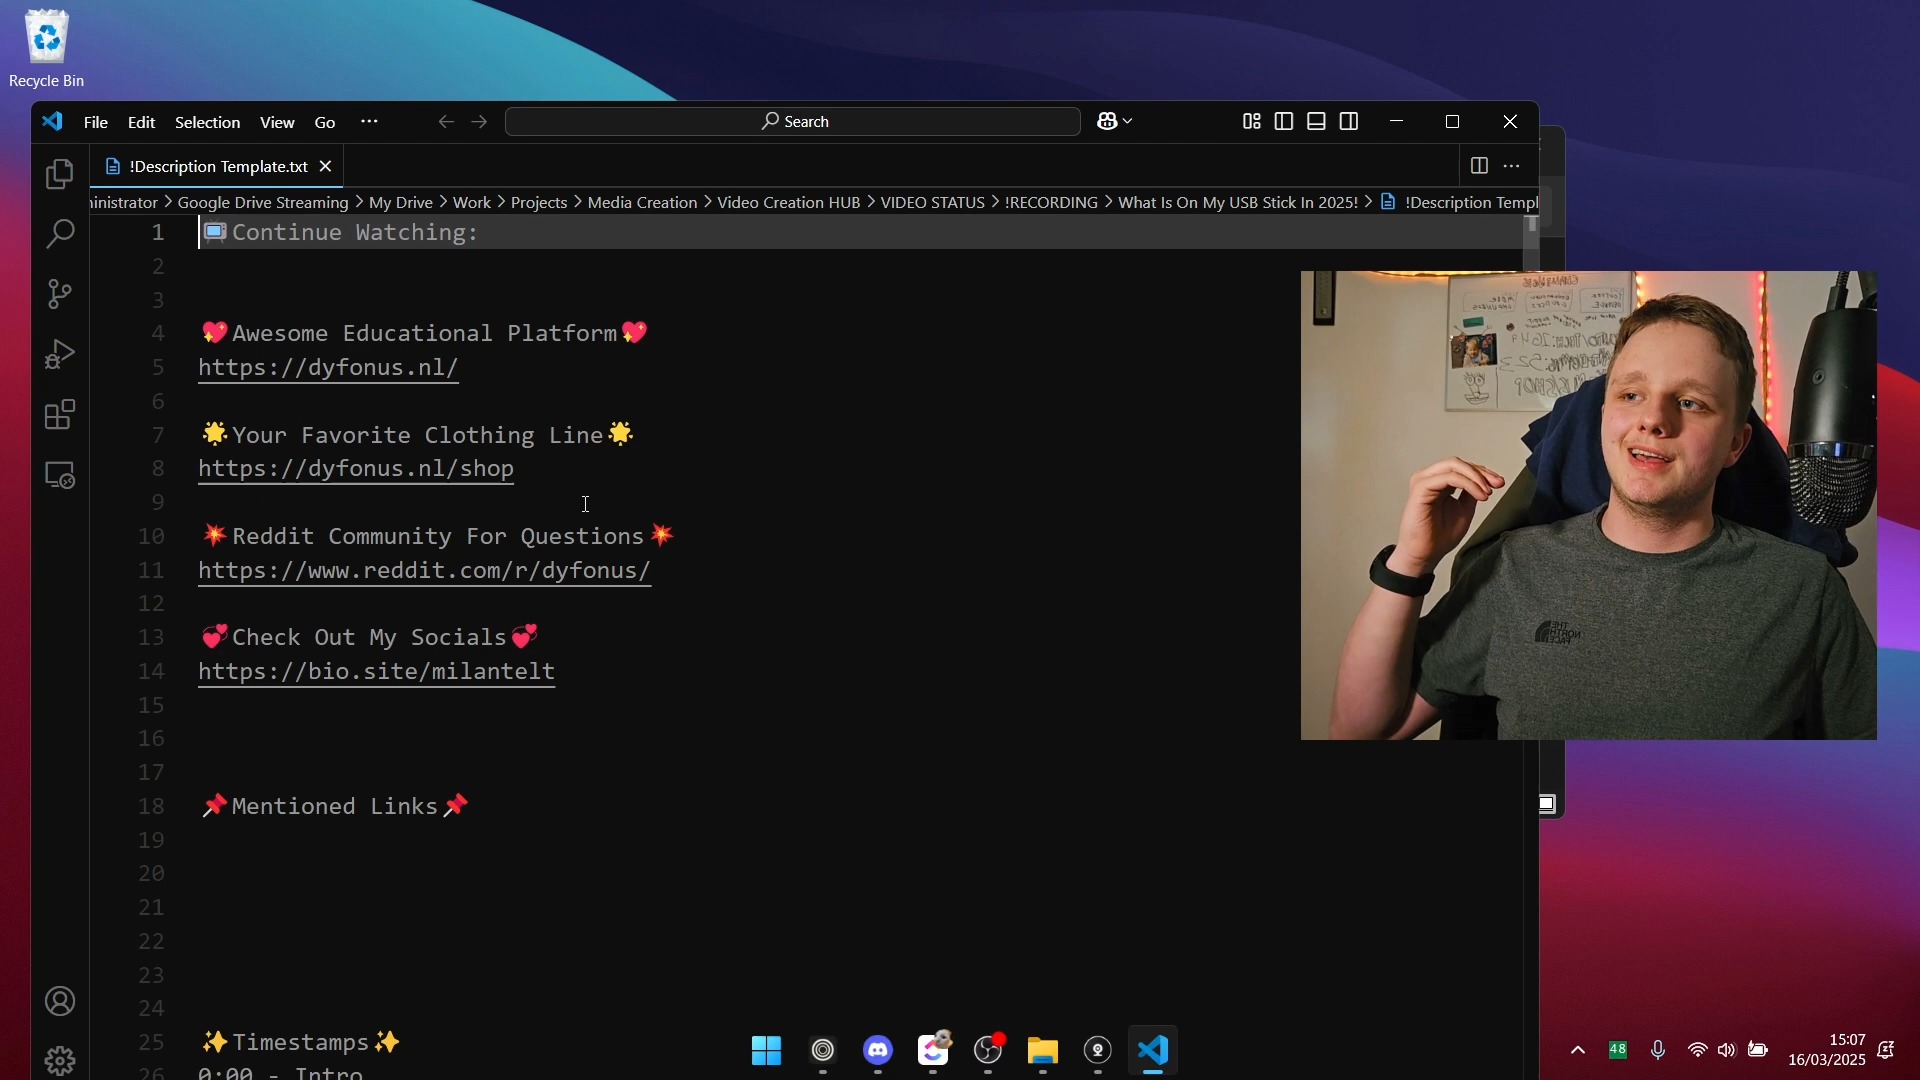 Recycle Bin
File Edit Selection View Go ··· Search
!Description Template.txt
inistrator > Google Drive Streaming > My Drive > Work > Projects > Media Creation > Video Creation HUB > VIDEO STATUS > !RECORDING > What Is On My USB Stick In 2025! > !Description Templ
1 📺Continue Watching:
2
3
4 💖Awesome Educational Platform💖
5 https://dyfonus.nl/
6
7 🌟Your Favorite Clothing Line🌟
8 https://dyfonus.nl/shop
9
10 💥Reddit Community For Questions💥
11 https://www.reddit.com/r/dyfonus/
12
13 💞Check Out My Socials💞
14 https://bio.site/milantelt
15
16
17
18 📌Mentioned Links📌
19
20
21
22
23
24
25 ✨Timestamps✨
26 0:00 - Intro
THE NORTH FACE
48
15:07
16/03/2025